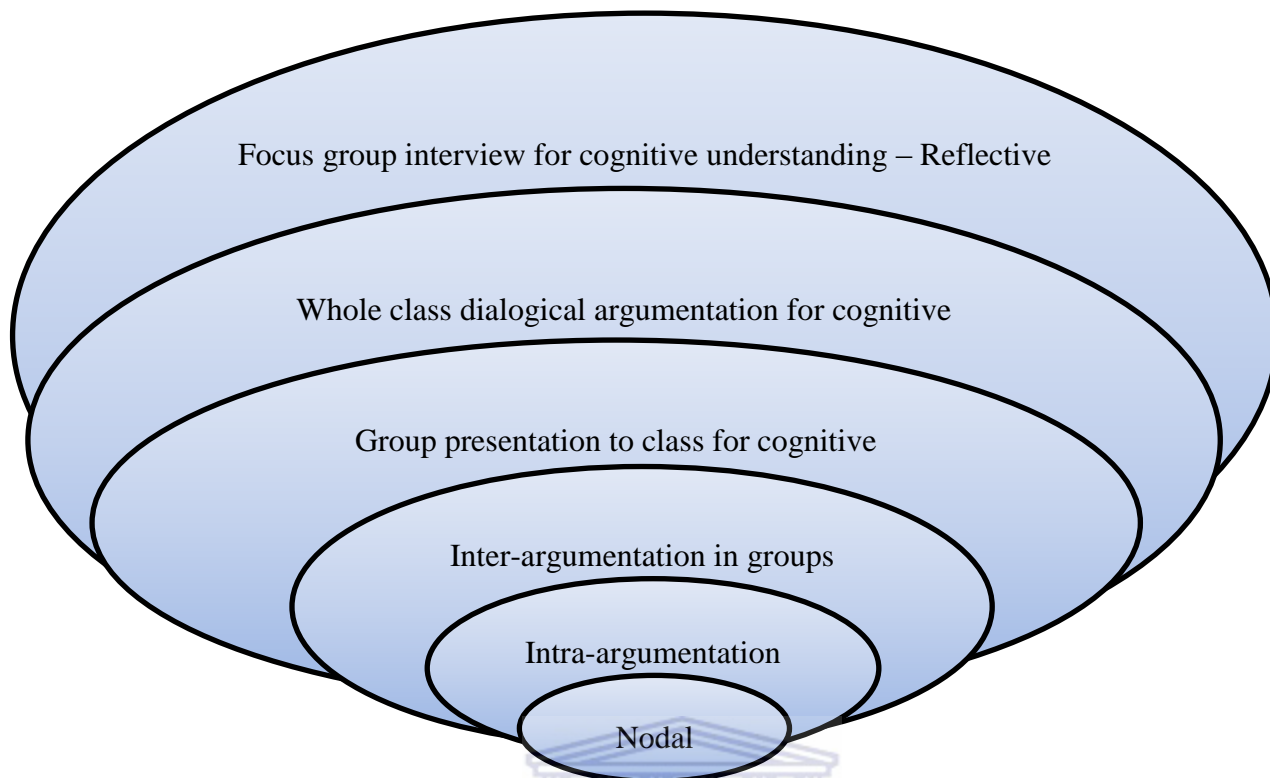 Focus group interview for cognitive understanding – Reflective
Whole class dialogical argumentation for cognitive
Group presentation to class for cognitive
Inter-argumentation in groups
Intra-argumentation
Nodal